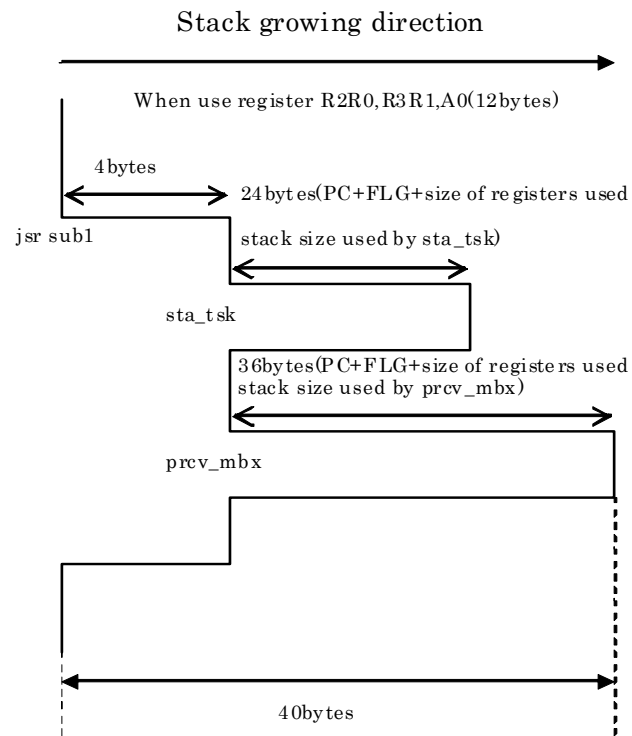 Stack growing direction
When use register R2R0,R3R1,A0(12bytes)
4bytes
24bytes(PC+FLG+size of registers used
jsr sub1
stack size used by sta_tsk)
sta_tsk
36bytes(PC+FLG+size of registers used
stack size used by prcv_mbx)
prcv_mbx
40bytes